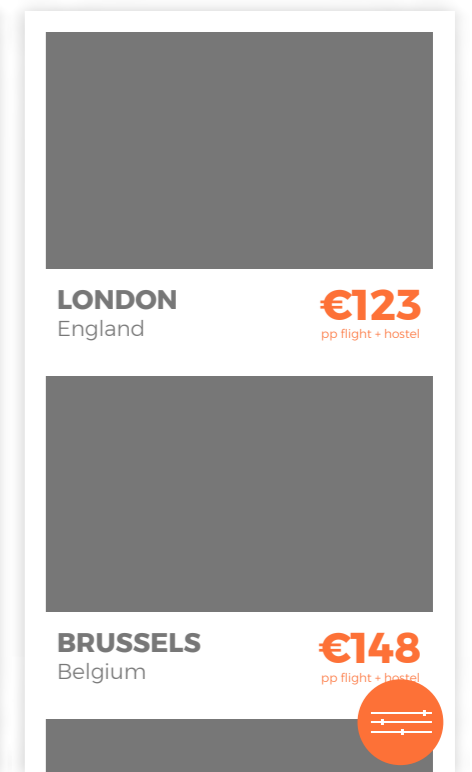 LONDON
England
€123
pp flight + hostel
BRUSSELS
Belgium
€148
pp flight + hostel